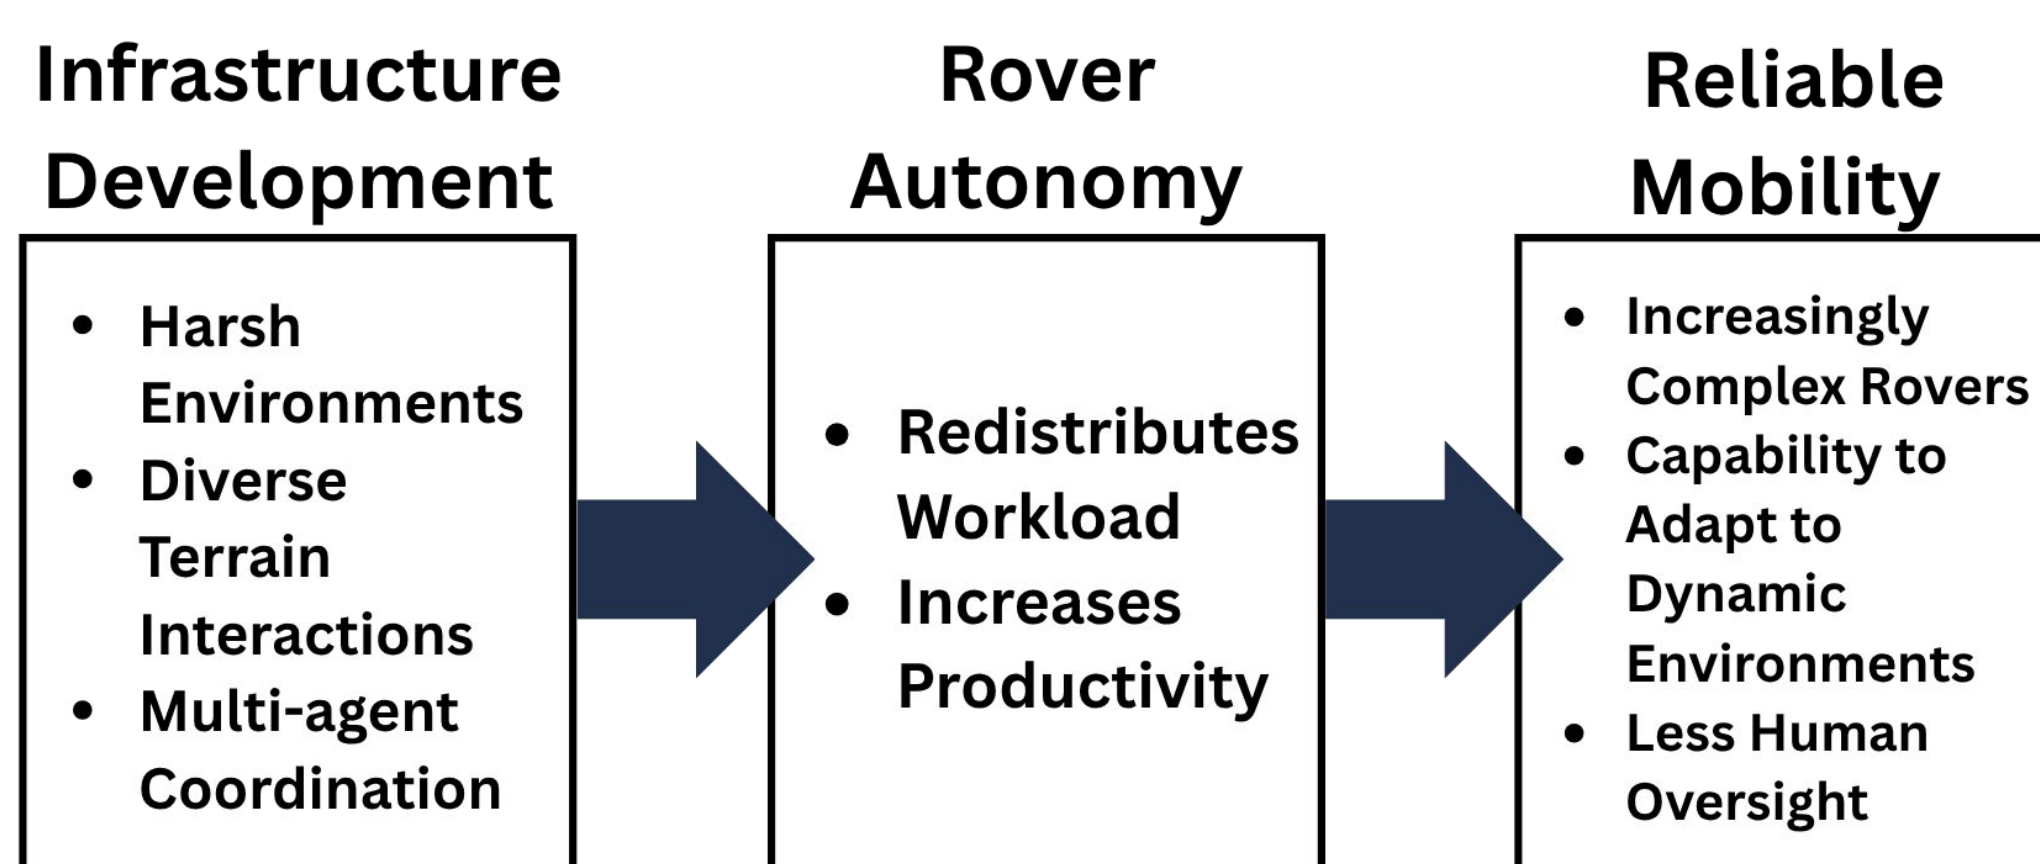 Infrastructure
Development
• Harsh
Environments
• Diverse
Terrain
Interactions
• Multi-agent
Coordination
Rover
Autonomy
• Redistributes
Workload
• Increases
Productivity
Reliable
Mobility
• Increasingly
Complex Rovers
• Capability to
Adapt to
Dynamic
Environments
• Less Human
Oversight